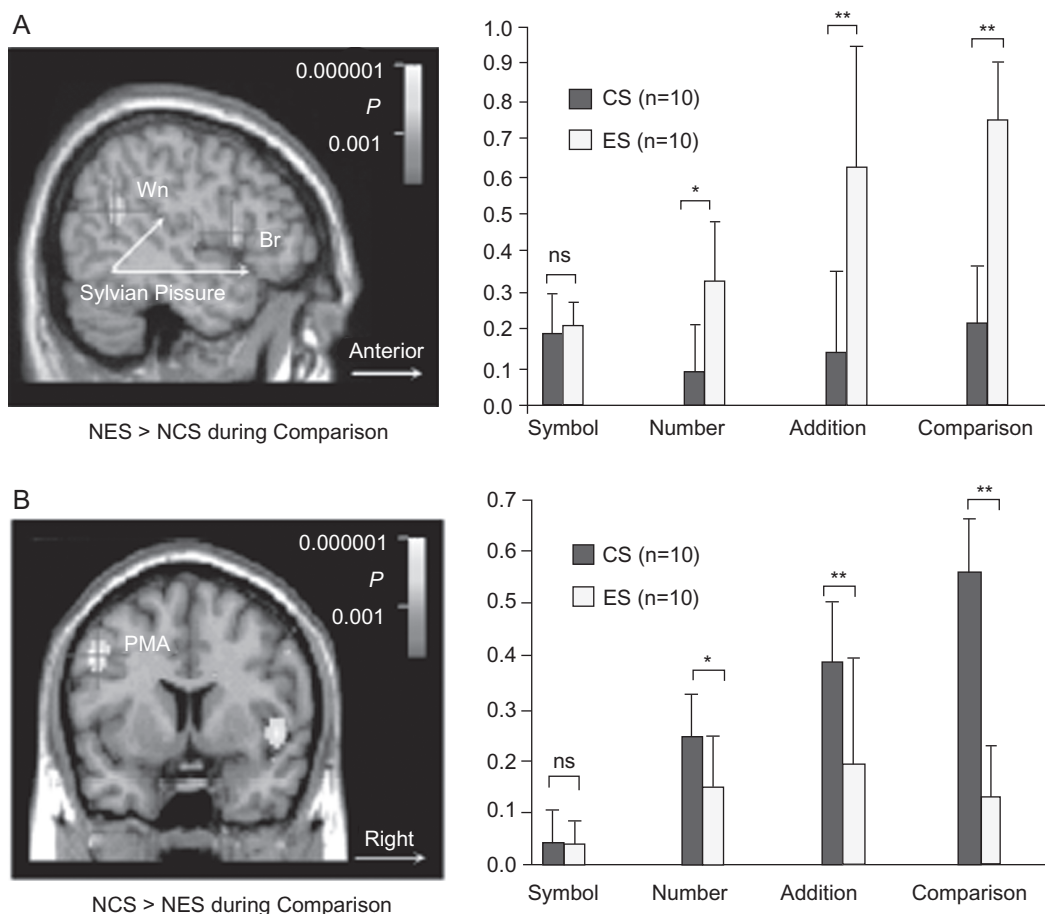 A
0.000001
P
0.001
Wn
Br
Sylvian Pissure
Anterior
NES > NCS during Comparison
1.0
0.9
0.8
0.7
0.6
0.5
0.4
0.3
0.2
0.1
0.0
CS (n=10)
ES (n=10)
ns
*
**
**
Symbol Number Addition Comparison
B
0.000001
P
0.001
PMA
Right
NCS > NES during Comparison
0.7
0.6
0.5
0.4
0.3
0.2
0.1
0.0
CS (n=10)
ES (n=10)
ns
*
**
**
Symbol Number Addition Comparison